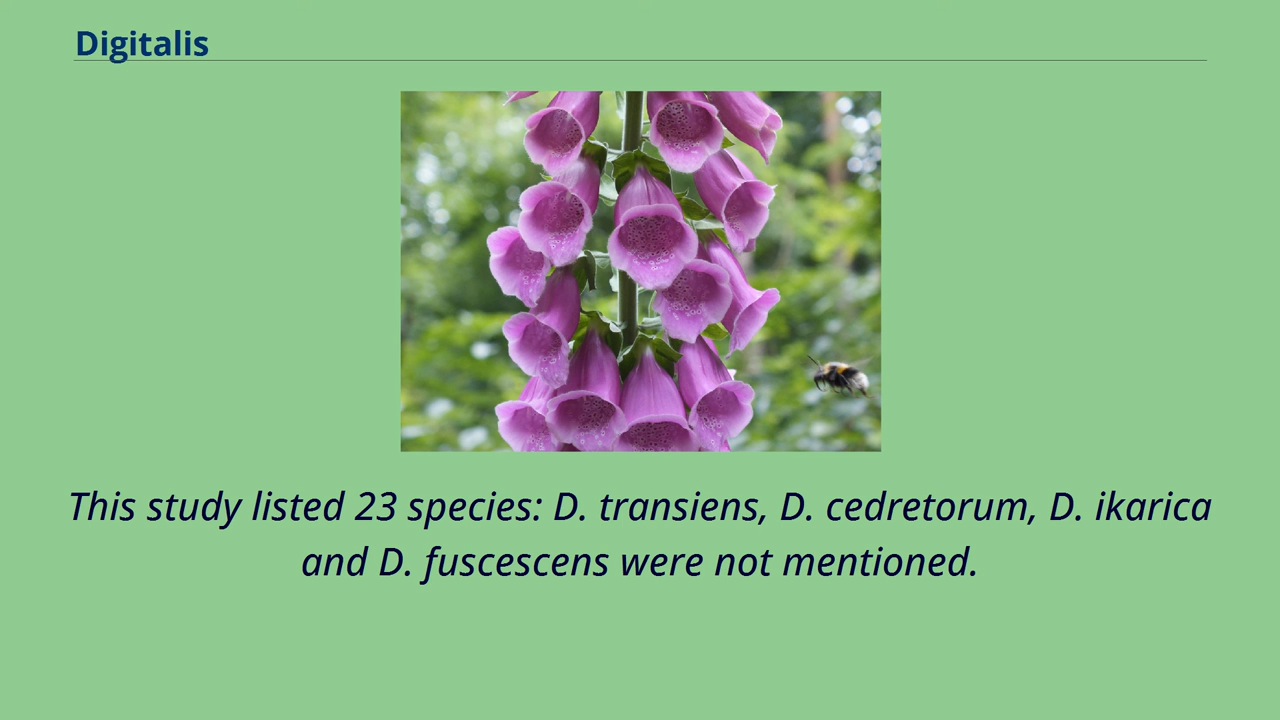 Digitalis
This study listed 23 species: D. transiens, D. cedretorum, D. ikarica
and D. fuscescens were not mentioned.